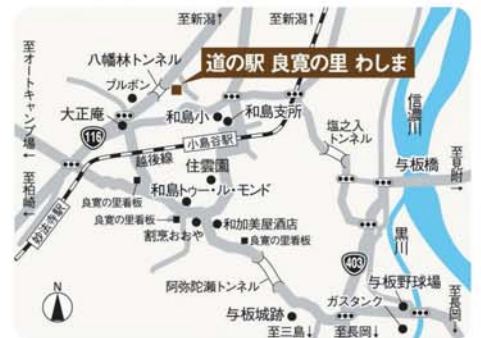 至新潟↑
至新潟↑
至オートキャンプ場←
八幡林トンネル
ブルボン
道の駅 良寛の里 わしま
大正庵
116
和島小
和島支所
小島谷駅
塩之入
トンネル
信濃川
与板橋
至見附→
至柏崎←
妙法寺駅
越後線
住雲園
良寛の里看板
和島トゥー・ル・モンド
良寛の里看板
和加美屋酒店
割烹おおや
良寛の里看板
黒川
403
阿弥陀瀬トンネル
与板野球場
ガスタンク
至長岡→
与板城跡
至三島↓
至長岡↓
N